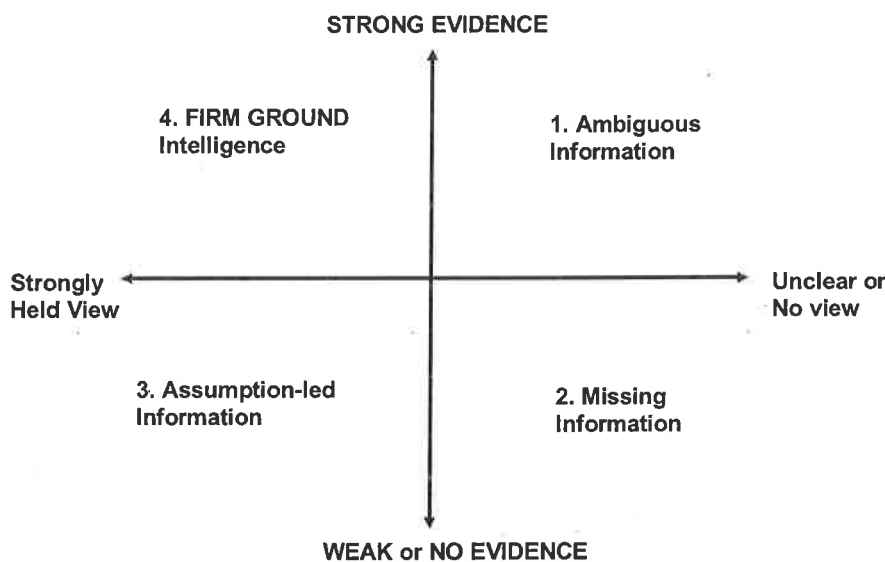 STRONG EVIDENCE
4. FIRM GROUND
Intelligence
1. Ambiguous
Information
Strongly
Held View
Unclear or
No view
3. Assumption-led
Information
2. Missing
Information
WEAK or NO EVIDENCE